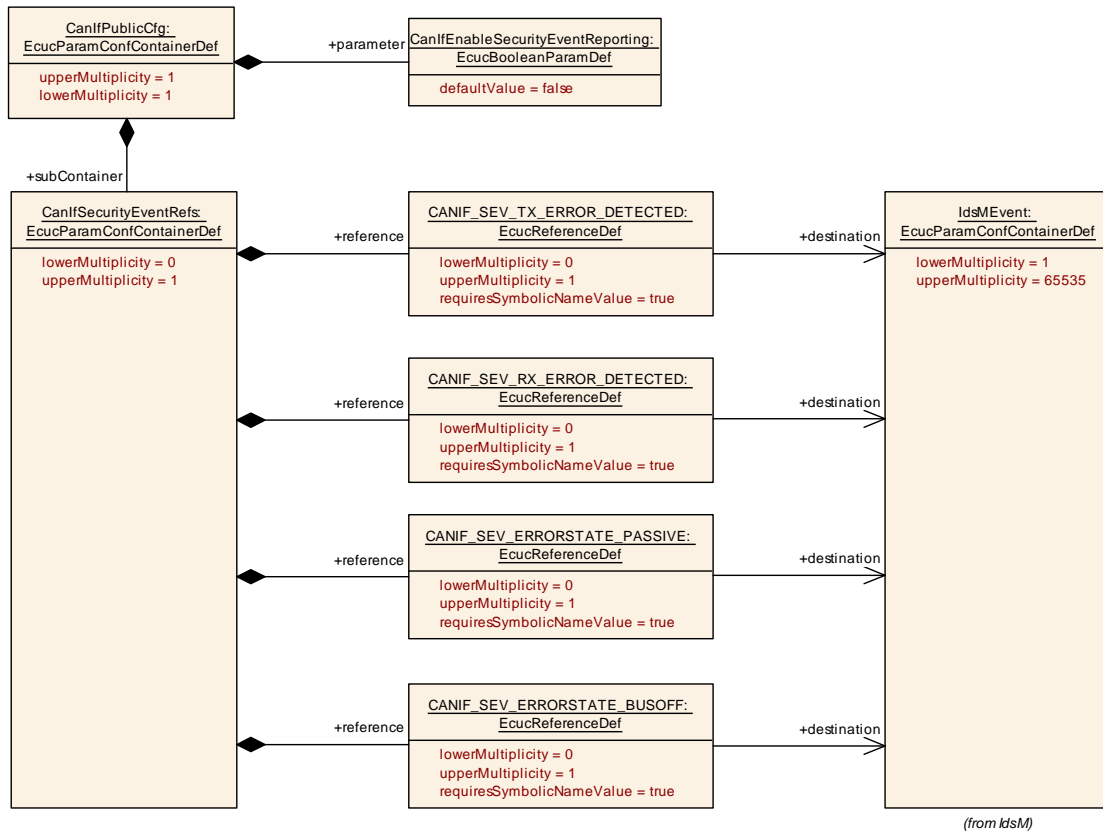 CanIfPublicCfg:
EcucParamConfContainerDef
upperMultiplicity = 1
lowerMultiplicity = 1
+parameter
CanIfEnableSecurityEventReporting:
EcucBooleanParamDef
defaultValue = false
+subContainer
CanIfSecurityEventRefs:
EcucParamConfContainerDef
lowerMultiplicity = 0
upperMultiplicity = 1
+reference
CANIF_SEV_TX_ERROR_DETECTED:
EcucReferenceDef
lowerMultiplicity = 0
upperMultiplicity = 1
requiresSymbolicNameValue = true
+destination
IdsMEvent:
EcucParamConfContainerDef
lowerMultiplicity = 1
upperMultiplicity = 65535
+reference
CANIF_SEV_RX_ERROR_DETECTED:
EcucReferenceDef
lowerMultiplicity = 0
upperMultiplicity = 1
requiresSymbolicNameValue = true
+destination
+reference
CANIF_SEV_ERRORSTATE_PASSIVE:
EcucReferenceDef
lowerMultiplicity = 0
upperMultiplicity = 1
requiresSymbolicNameValue = true
+destination
+reference
CANIF_SEV_ERRORSTATE_BUSOFF:
EcucReferenceDef
lowerMultiplicity = 0
upperMultiplicity = 1
requiresSymbolicNameValue = true
+destination
(from IdsM)